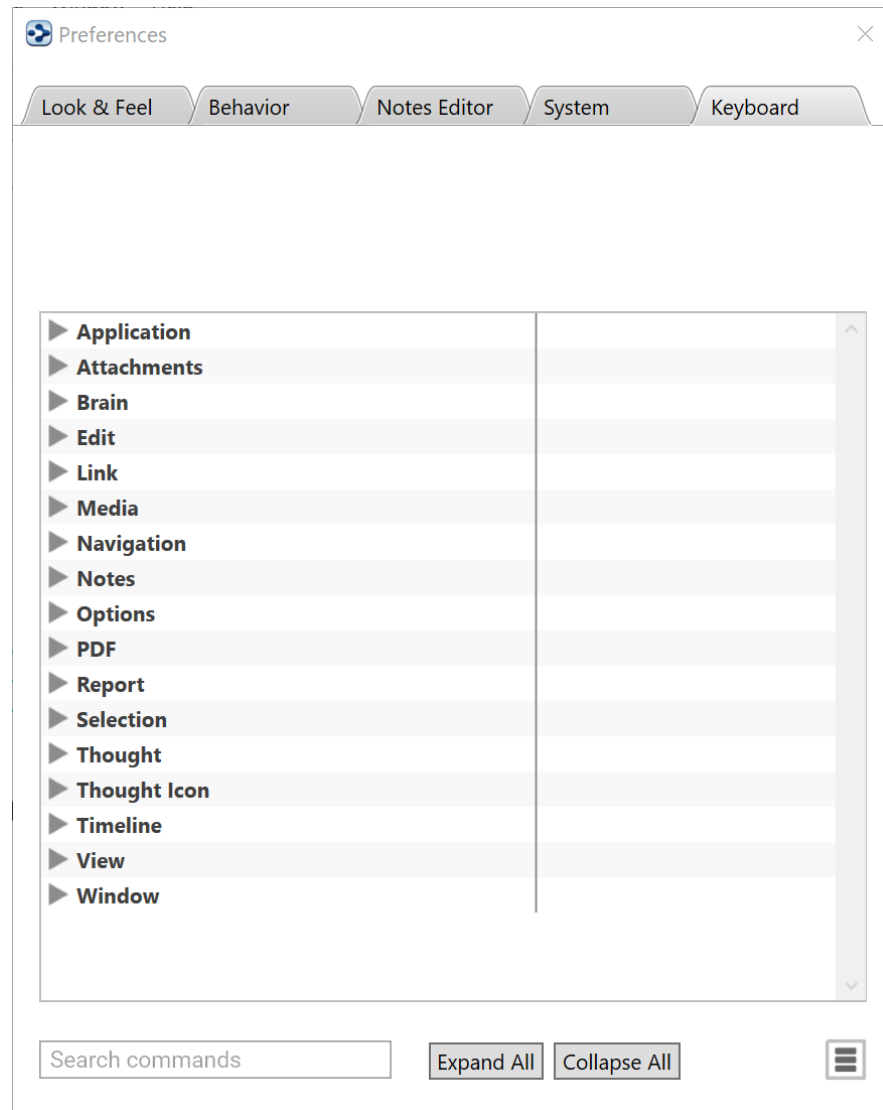 Preferences
Look & Feel
Behavior
Notes Editor
System
Keyboard
Application
Attachments
Brain
Edit
Link
Media
Navigation
Notes
Options
PDF
Report
Selection
Thought
Thought Icon
Timeline
View
Window
Search commands
Expand All
Collapse All